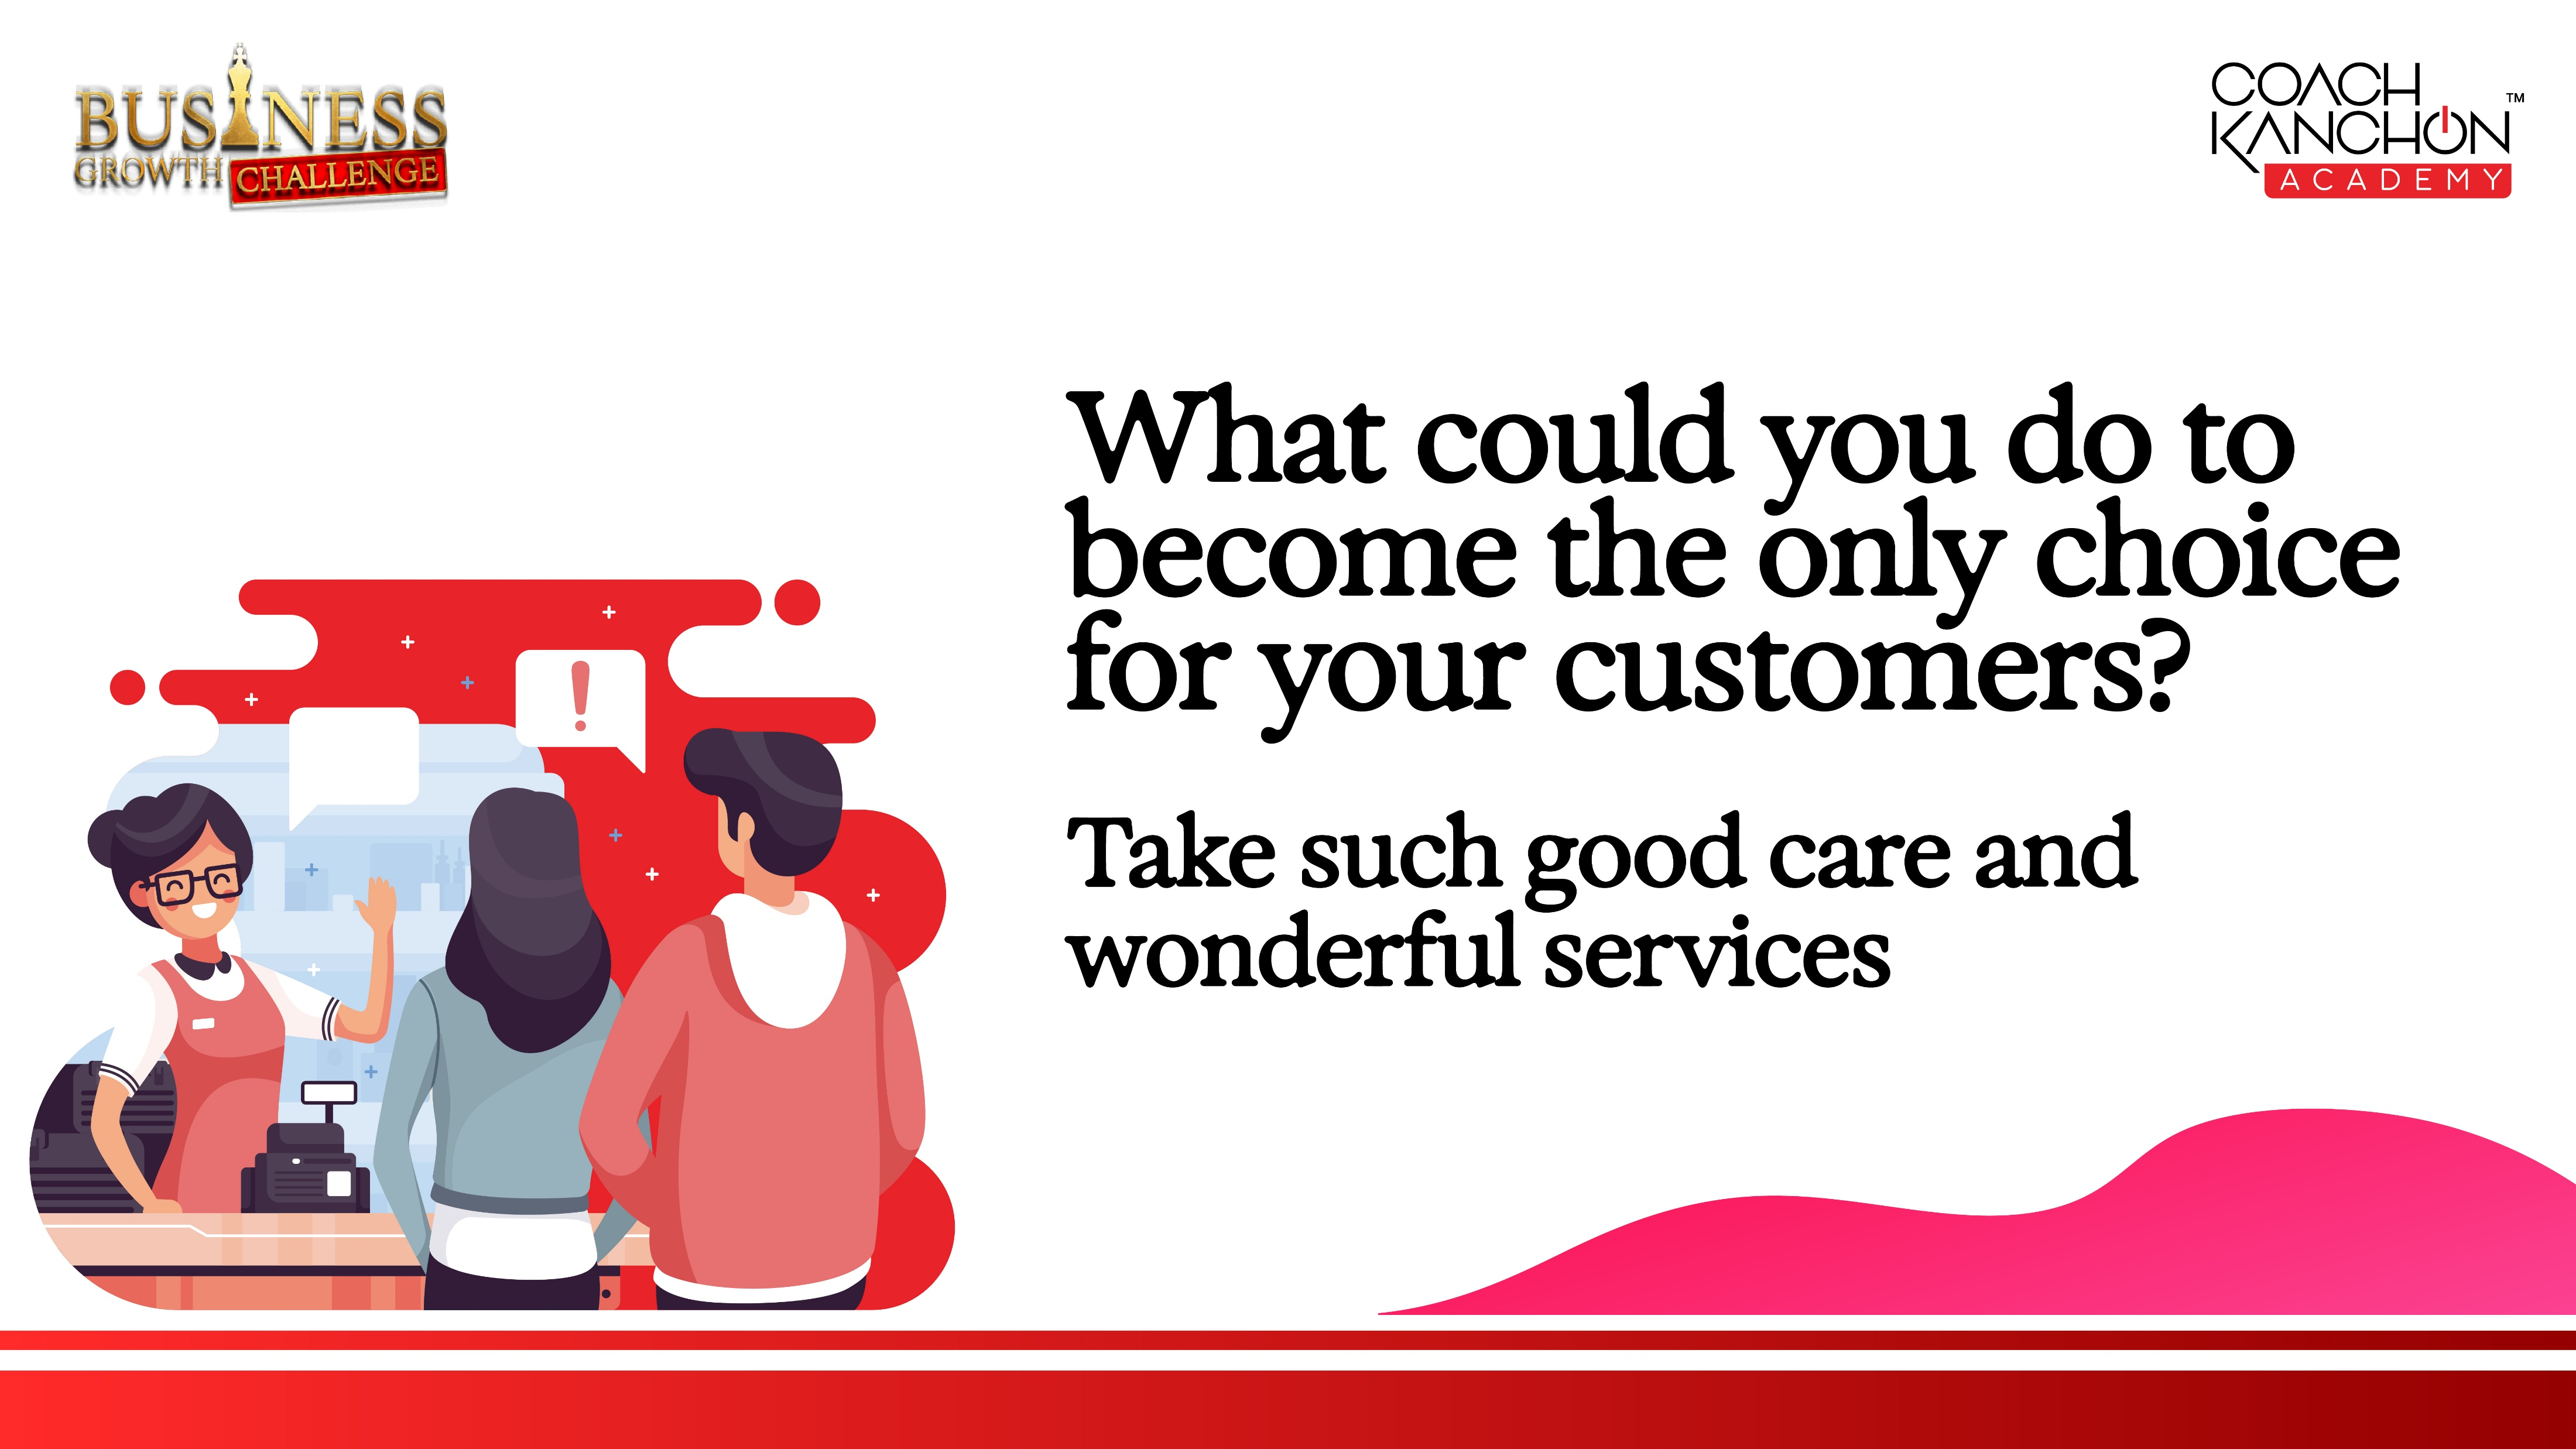 BUSINESS
GROWTH CHALLENGE
COACH
KANCHON
TM
ACADEMY
What could you do to
become the only choice
for your customers?
Take such good care and
wonderful services
!